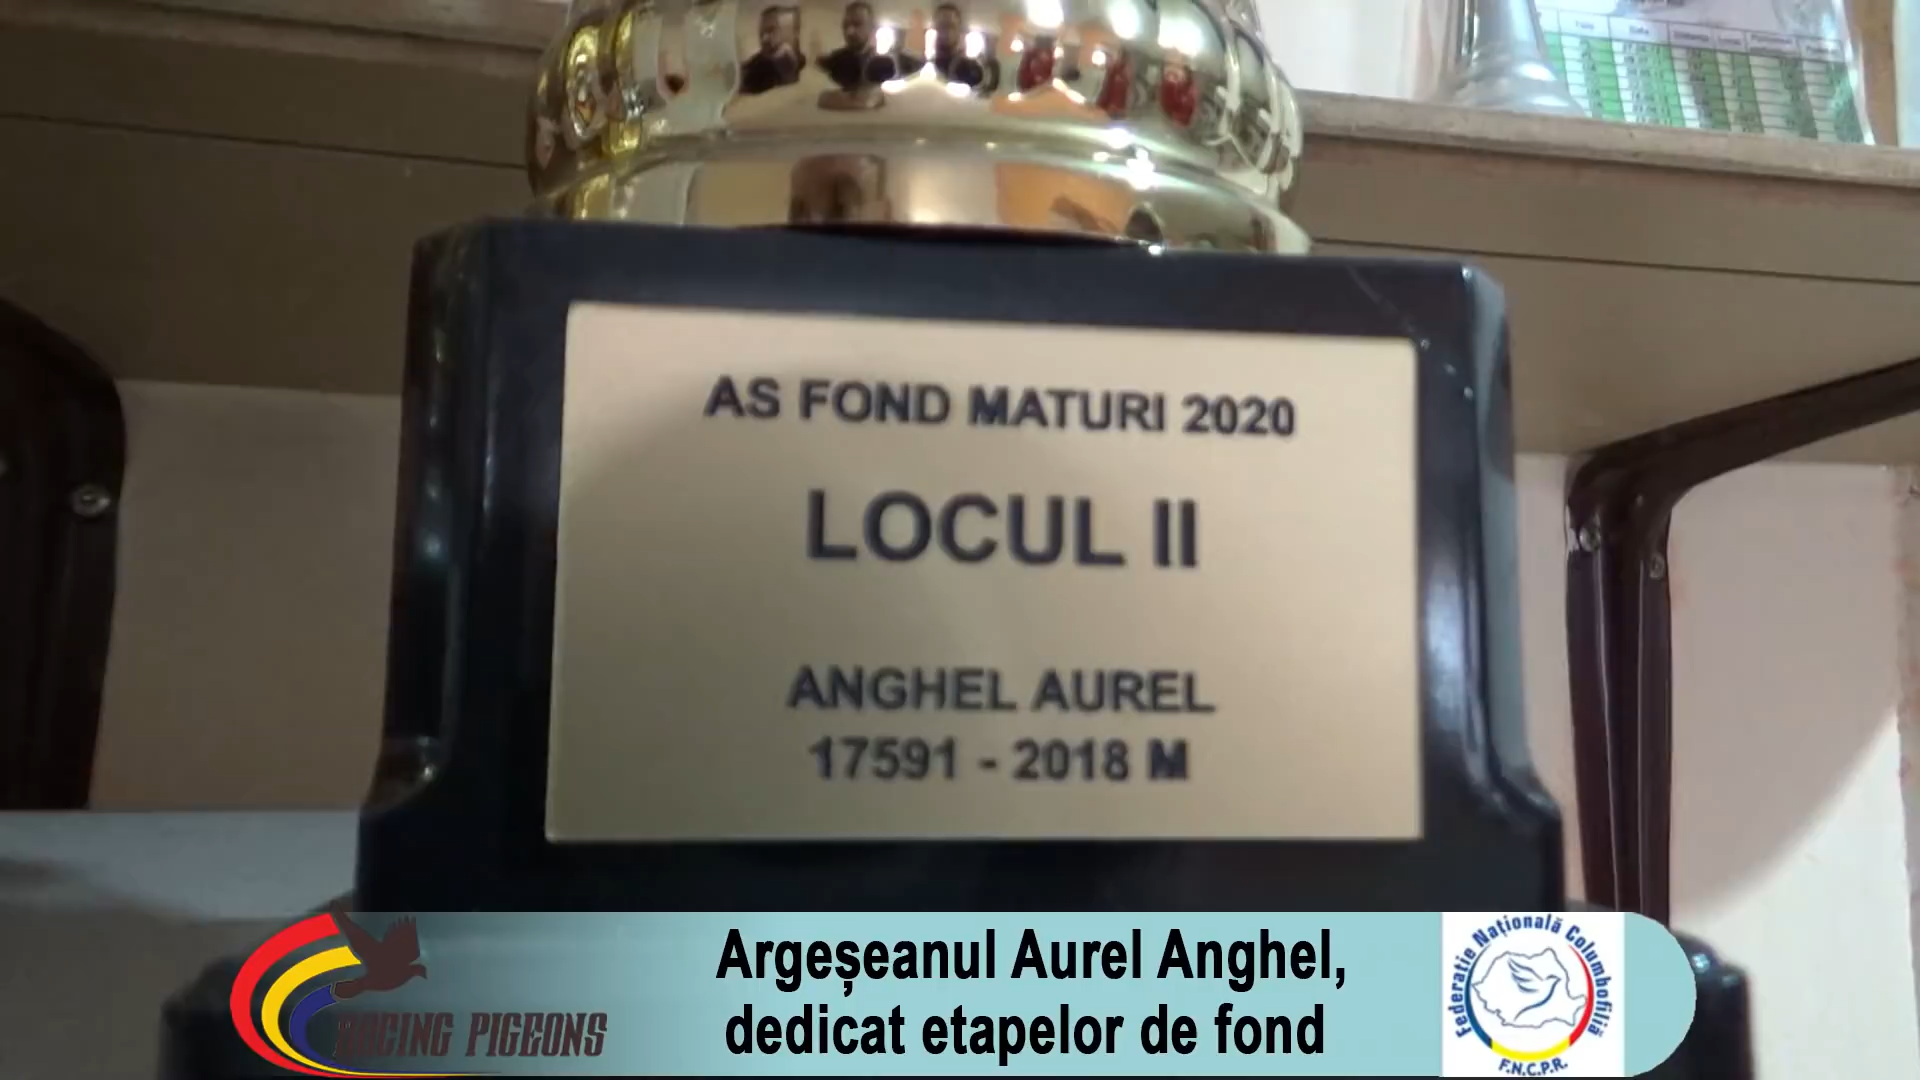 AS FOND MATURI 2020
LOCUL II
ANGHEL AUREL
17591 - 2018 M
RACING PIGEONS
Argeșeanul Aurel Anghel,
dedicat etapelor de fond
Federatie Națională Columbofilă
F.N.C.P.R.